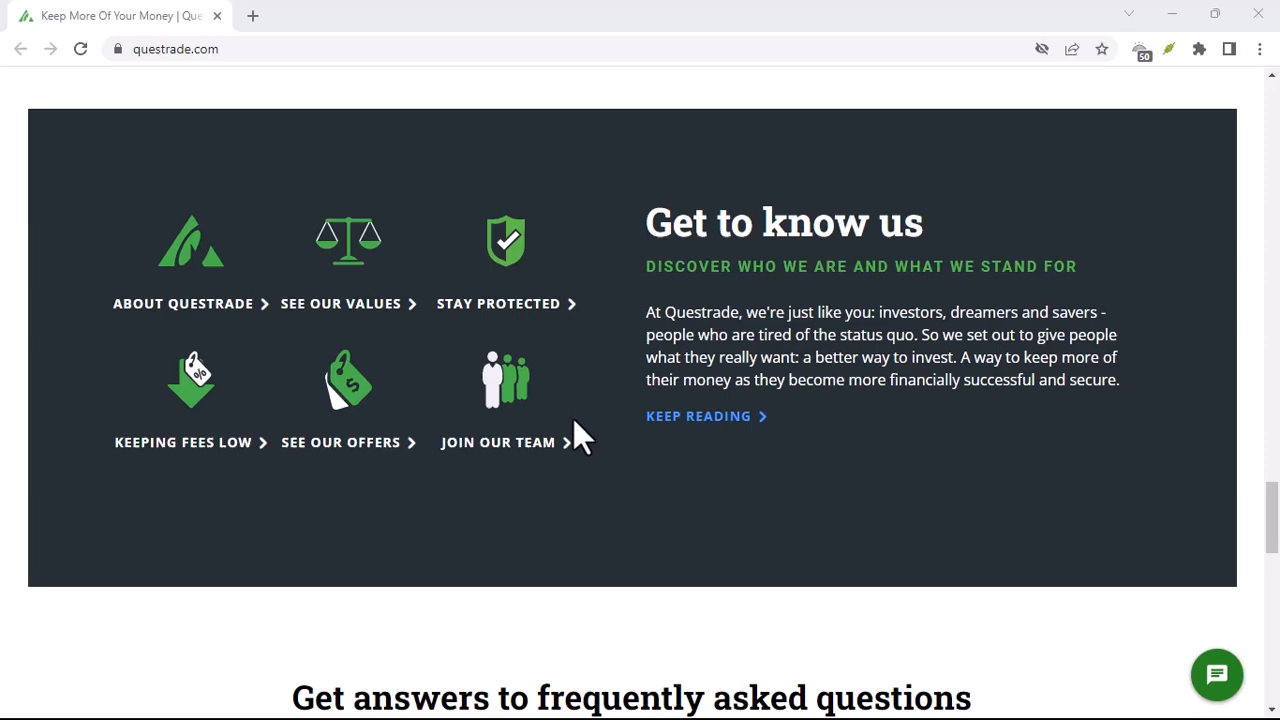 Keep More Of Your Money | Que
questrade.com
50
ABOUT QUESTRADE
SEE OUR VALUES
STAY PROTECTED
%
$
KEEPING FEES LOW
SEE OUR OFFERS
JOIN OUR TEAM
Get to know us
DISCOVER WHO WE ARE AND WHAT WE STAND FOR
At Questrade, we're just like you: investors, dreamers and savers -
people who are tired of the status quo. So we set out to give people
what they really want: a better way to invest. A way to keep more of
their money as they become more financially successful and secure.
KEEP READING
Get answers to frequently asked questions